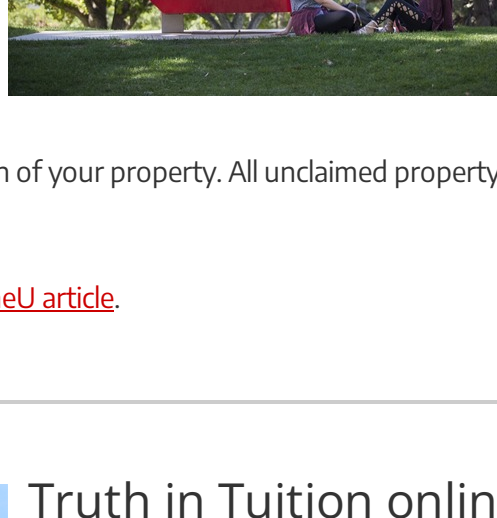 of your property. All unclaimed property
eU article.
Truth in Tuition onlin